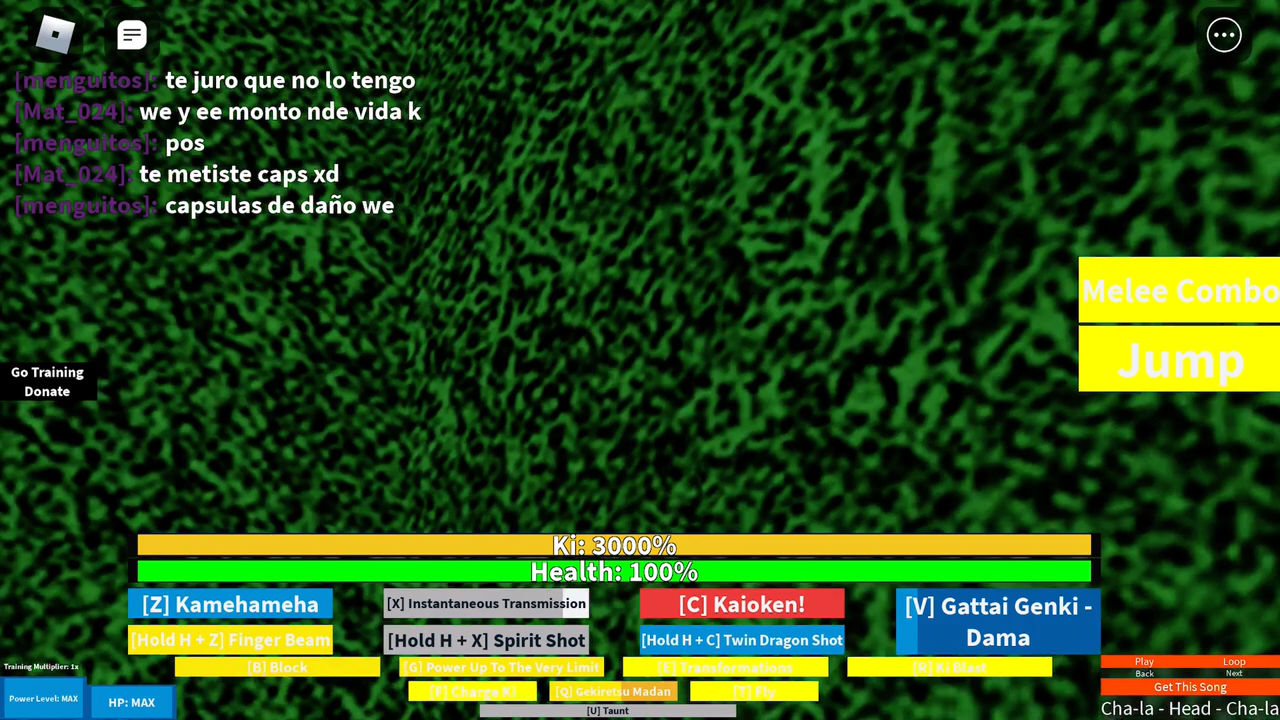 [menguitos]: te juro que no lo tengo
[Mat_024]: we y ee monto nde vida k
[menguitos]: pos
[Mat_024]: te metiste caps xd
[menguitos]: capsulas de daño we
Melee Combo
Jump
Go Training
Donate
Ki: 3000%
Health: 100%
[Z] Kamehameha
[X] Instantaneous Transmission
[C] Kaioken!
[V] Gattai Genki -
Dama
[Hold H + Z] Finger Beam
[Hold H + X] Spirit Shot
[Hold H + C] Twin Dragon Shot
[B] Block
[G] Power Up To The Very Limit
[E] Transformations
[R] Ki Blast
[F] Charge Ki
[Q] Gekiretsu Madan
[T] Fly
[U] Taunt
Training Multiplier: 1x
Power Level: MAX
HP: MAX
Play
Loop
Back
Next
Get This Song
Cha-la - Head - Cha-la